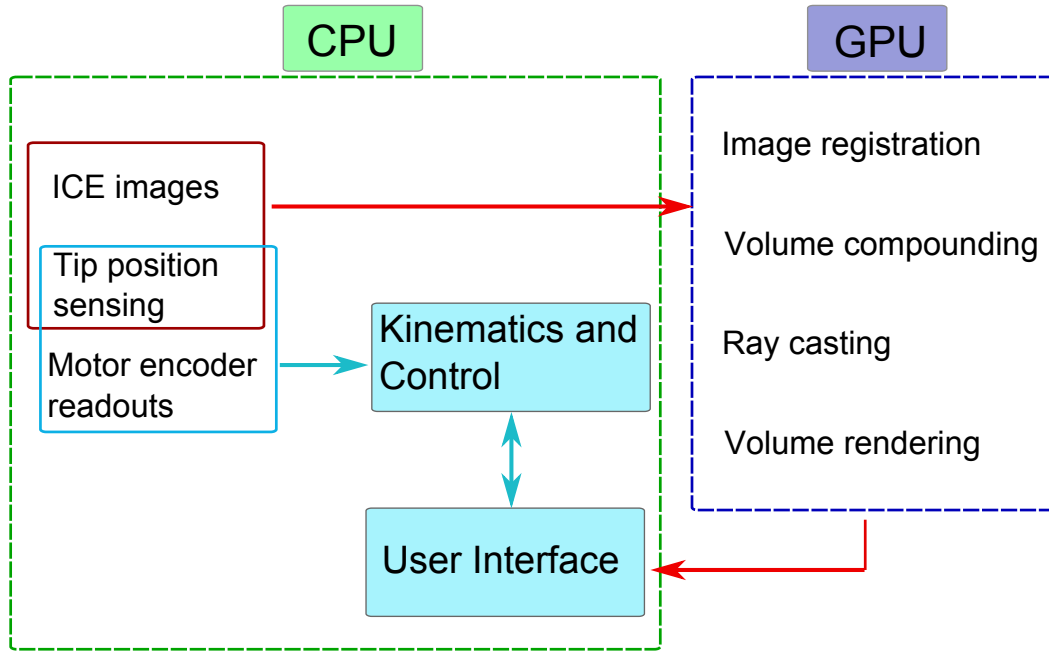 CPU
GPU
ICE images
Tip position
sensing
Motor encoder
readouts
Kinematics and
Control
User Interface
Image registration
Volume compounding
Ray casting
Volume rendering